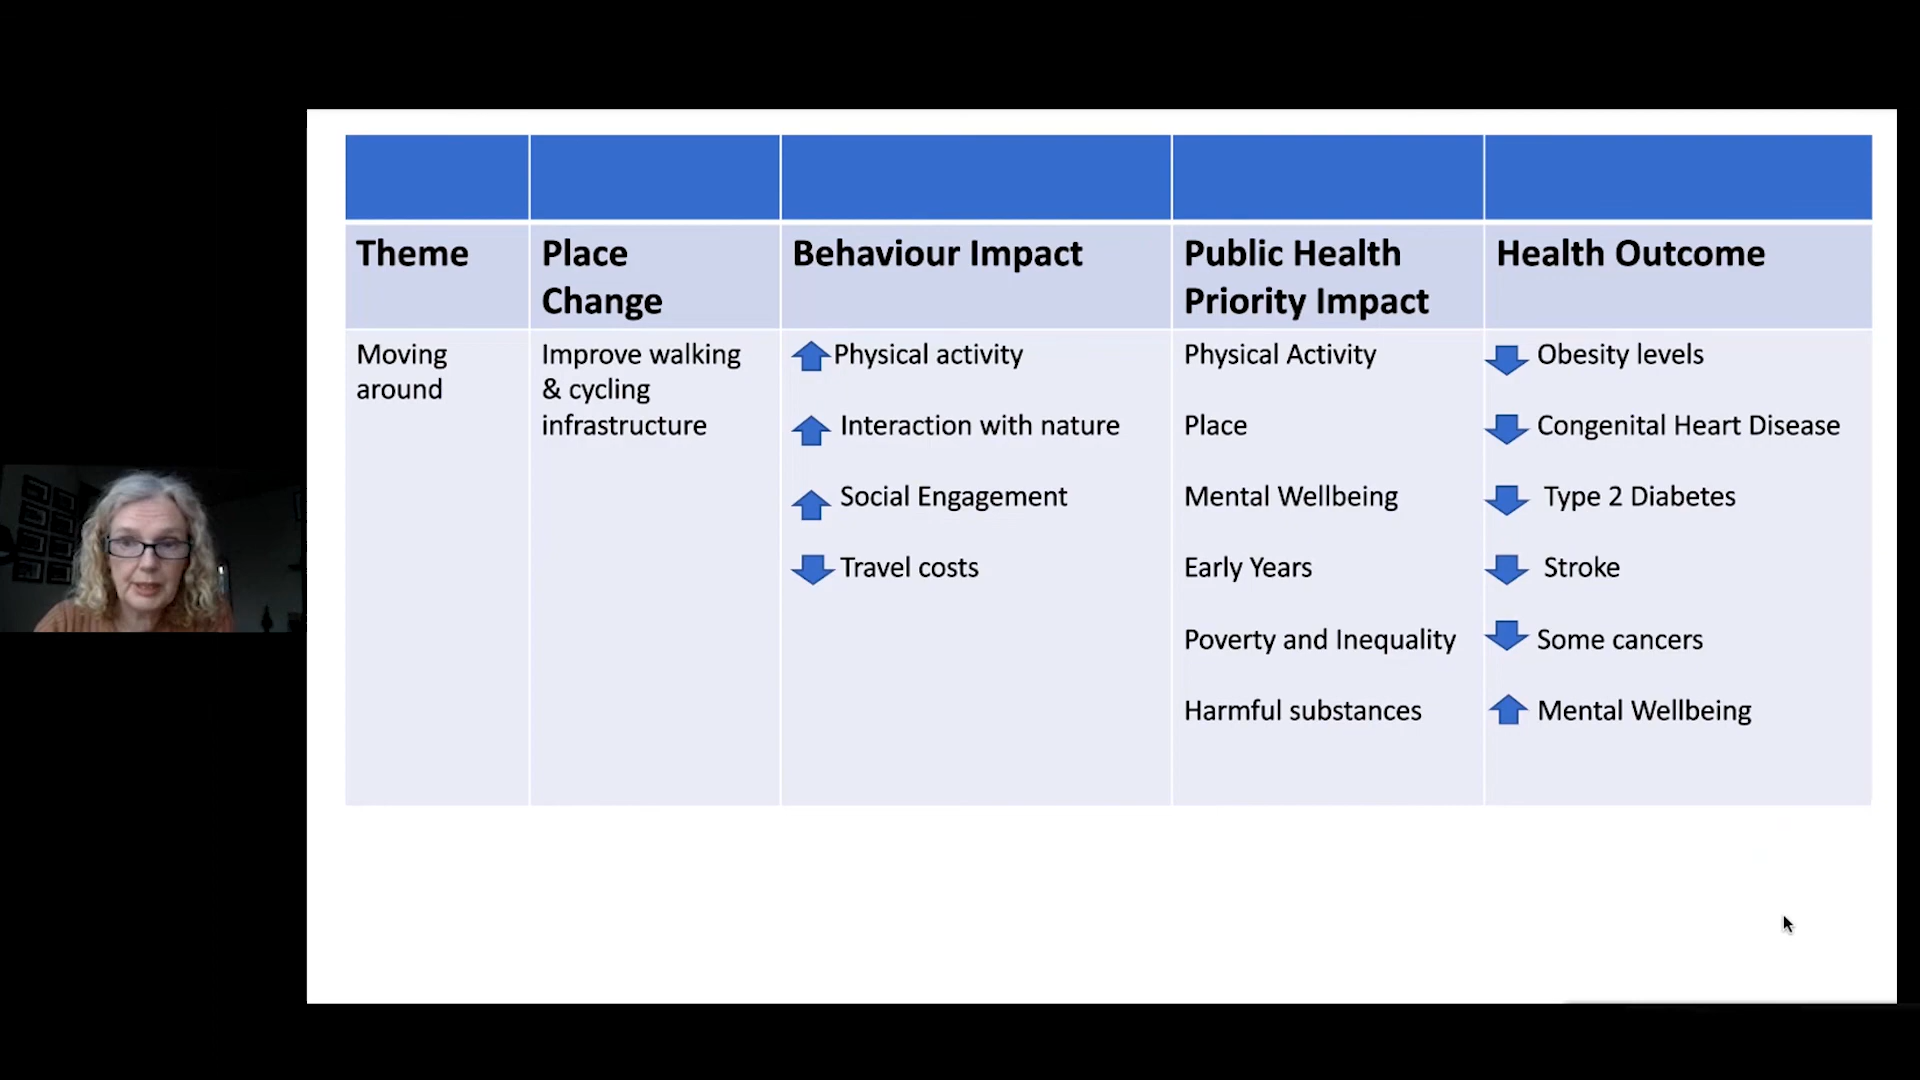 Theme
Place
Change
Behaviour Impact
Public Health
Priority Impact
Health Outcome
Moving
around
Improve walking
& cycling
infrastructure
Physical activity
Interaction with nature
Social Engagement
Travel costs
Physical Activity
Place
Mental Wellbeing
Early Years
Poverty and Inequality
Harmful substances
Obesity levels
Congenital Heart Disease
Type 2 Diabetes
Stroke
Some cancers
Mental Wellbeing